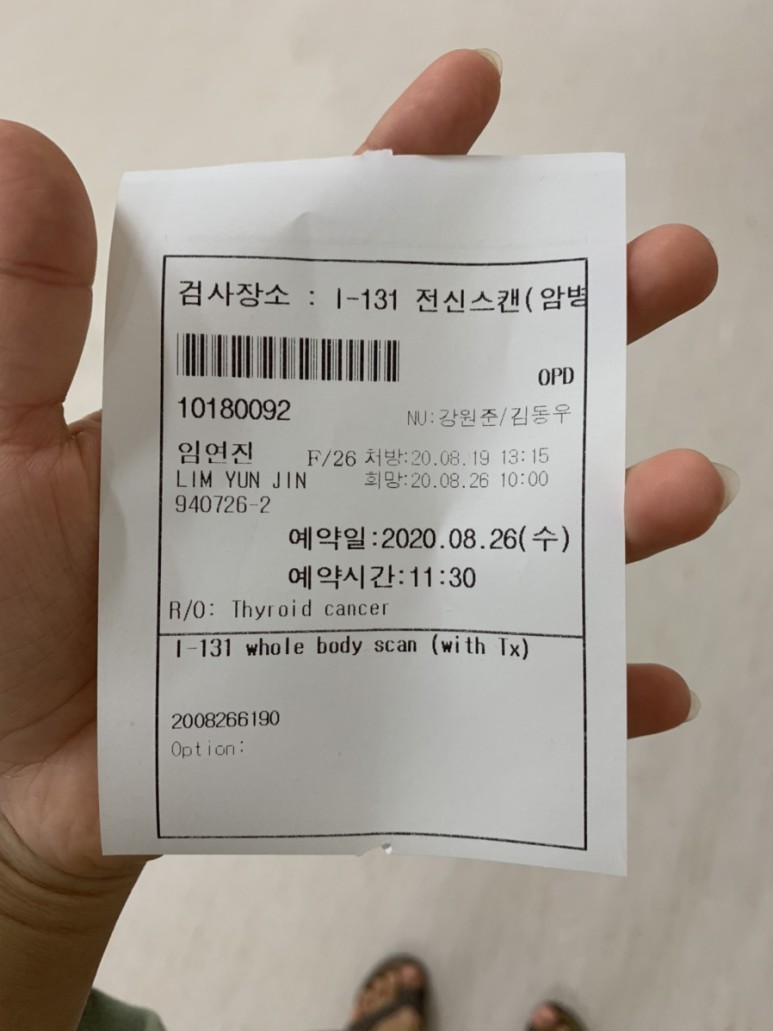 검사장소 : I-131 전신스캔(암병
OPD
10180092
NU:강원준/김동우
임연진 F/26 처방:20.08.19 13:15
LIM YUN JIN 희망:20.08.26 10:00
940726-2
예약일:2020.08.26(수)
예약시간:11:30
R/O: Thyroid cancer
I-131 whole body scan (with Tx)
2008266190
Option: